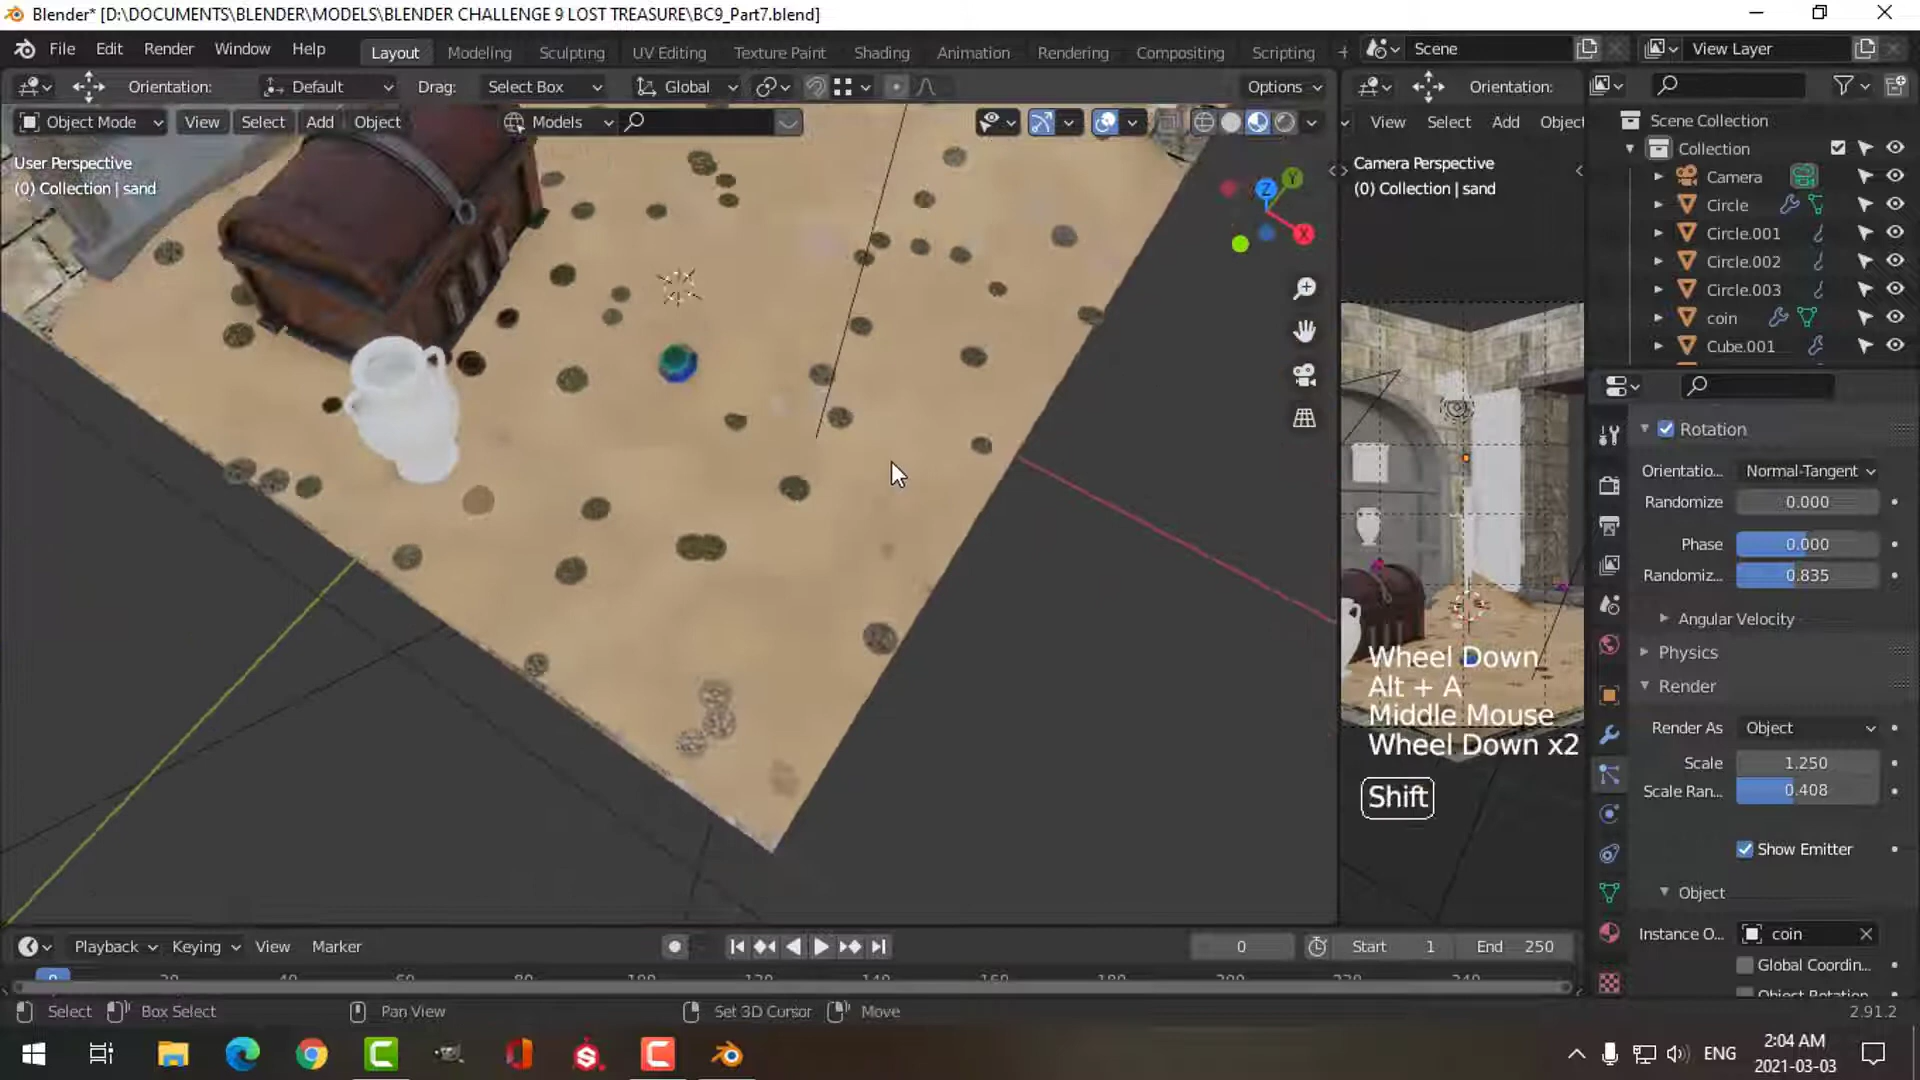 Blender* [D:\DOCUMENTS\BLENDER\MODELS\BLENDER CHALLENGE 9 LOST TREASURE\BC9_Part7.blend]
File Edit Render Window Help
Layout Modeling Sculpting UV Editing Texture Paint Shading Animation Rendering Compositing Scripting
Scene
View Layer
Orientation: Default Drag: Select Box Global Options
Orientation:
Object Mode View Select Add Object Models
View Select Add Object
User Perspective
(0) Collection | sand
Z Y X
Camera Perspective
(0) Collection | sand
Scene Collection
Collection
Camera
Circle
Circle.001
Circle.002
Circle.003
coin
Cube.001
Rotation
Orientatio... Normal-Tangent
Randomize 0.000
Phase 0.000
Randomiz... 0.835
Angular Velocity
Physics
Render
Render As Object
Scale 1.250
Scale Ran... 0.408
Show Emitter
Object
Instance O... coin
Global Coordin...
Wheel Down
Alt + A
Middle Mouse
Wheel Down x2
Shift
Playback Keying View Marker
0 Start 1 End 250
0
Select Box Select Pan View Set 3D Cursor Move
2.91.2
ENG
2:04 AM
2021-03-03